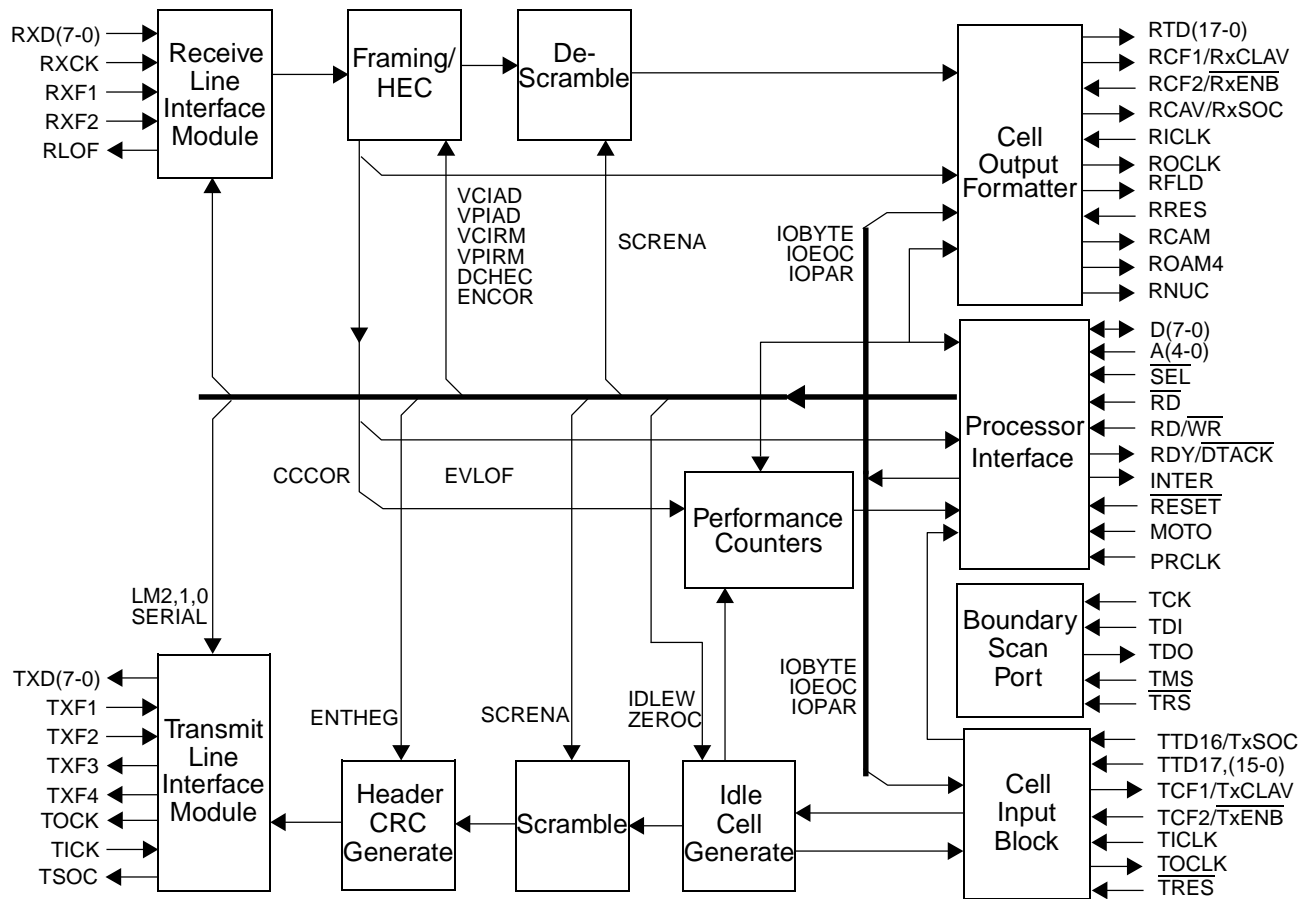 RXD(7-0)
RXCK
RXF1
RXF2
RLOF
Receive
Line
Interface
Module
Framing/
HEC
De-
Scramble
Cell
Output
Formatter
RTD(17-0)
RCF1/RxCLAV
RCF2/RxENB
RCAV/RxSOC
RICLK
ROCLK
RFLD
RRES
RCAM
ROAM4
RNUC
VCIAD
VPIAD
VCIRM
VPIRM
DCHEC
ENCOR
SCRENA
IOBYTE
IOEOC
IOPAR
Processor
Interface
D(7-0)
A(4-0)
SEL
RD
RD/WR
RDY/DTACK
INTER
RESET
MOTO
PRCLK
CCCOR
EVLOF
Performance
Counters
Boundary
Scan
Port
TCK
TDI
TDO
TMS
TRS
LM2,1,0
SERIAL
TXD(7-0)
TXF1
TXF2
TXF3
TXF4
TOCK
TICK
TSOC
Transmit
Line
Interface
Module
ENTHEG
SCRENA
IDLEW
ZEROC
IOBYTE
IOEOC
IOPAR
Header
CRC
Generate
Scramble
Idle
Cell
Generate
Cell
Input
Block
TTD16/TxSOC
TTD17,(15-0)
TCF1/TxCLAV
TCF2/TxENB
TICLK
TOCLK
TRES